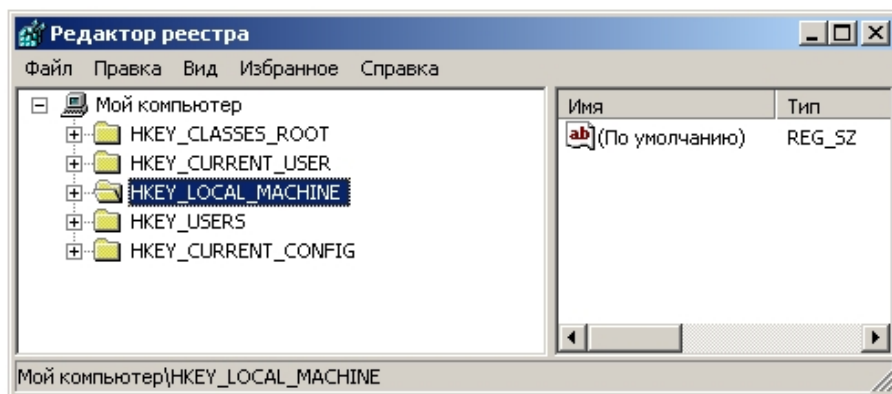 Редактор реестра
Файл Правка Вид Избранное Справка
Мой компьютер
HKEY_CLASSES_ROOT
HKEY_CURRENT_USER
HKEY_LOCAL_MACHINE
HKEY_USERS
HKEY_CURRENT_CONFIG
Имя Тип
ab (По умолчанию) REG_SZ
Мой компьютер\HKEY_LOCAL_MACHINE